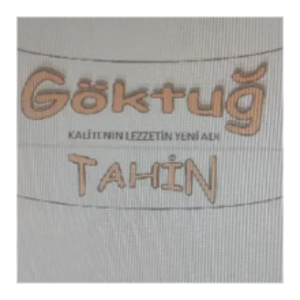 Göktuğ
KALİTENİN LEZZETİN YENİ ADI
TAHİN